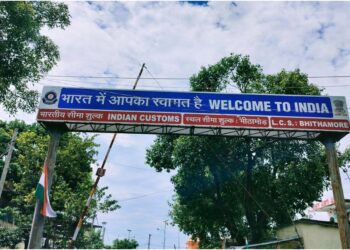 भारत में आपका स्वागत है WELCOME TO INDIA
भारतीय सीमा शुल्क INDIAN CUSTOMS स्थल सीमा शुल्क : भीठामोड़ L.C.S.: BHITHAMORE